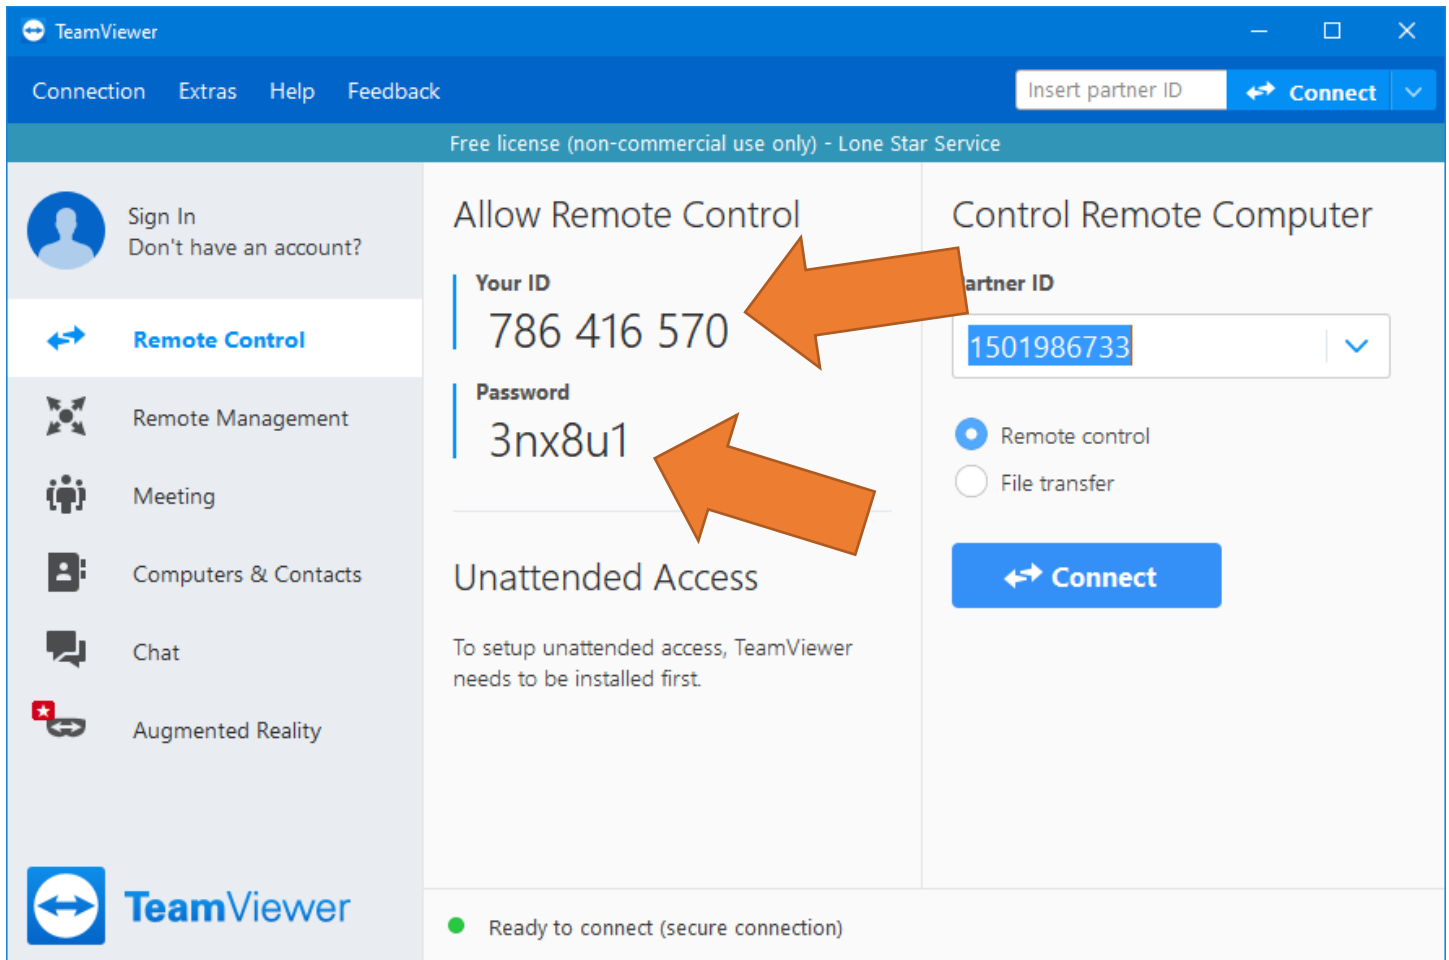 TeamViewer
Connection Extras Help Feedback
Insert partner ID
Connect
Free license (non-commercial use only) - Lone Star Service
Sign In
Don't have an account?
Remote Control
Remote Management
Meeting
Computers & Contacts
Chat
Augmented Reality
TeamViewer
Allow Remote Control
Your ID
786 416 570
Password
3nx8u1
Unattended Access
To setup unattended access, TeamViewer
needs to be installed first.
Control Remote Computer
Partner ID
1501986733
Remote control
File transfer
Connect
Ready to connect (secure connection)